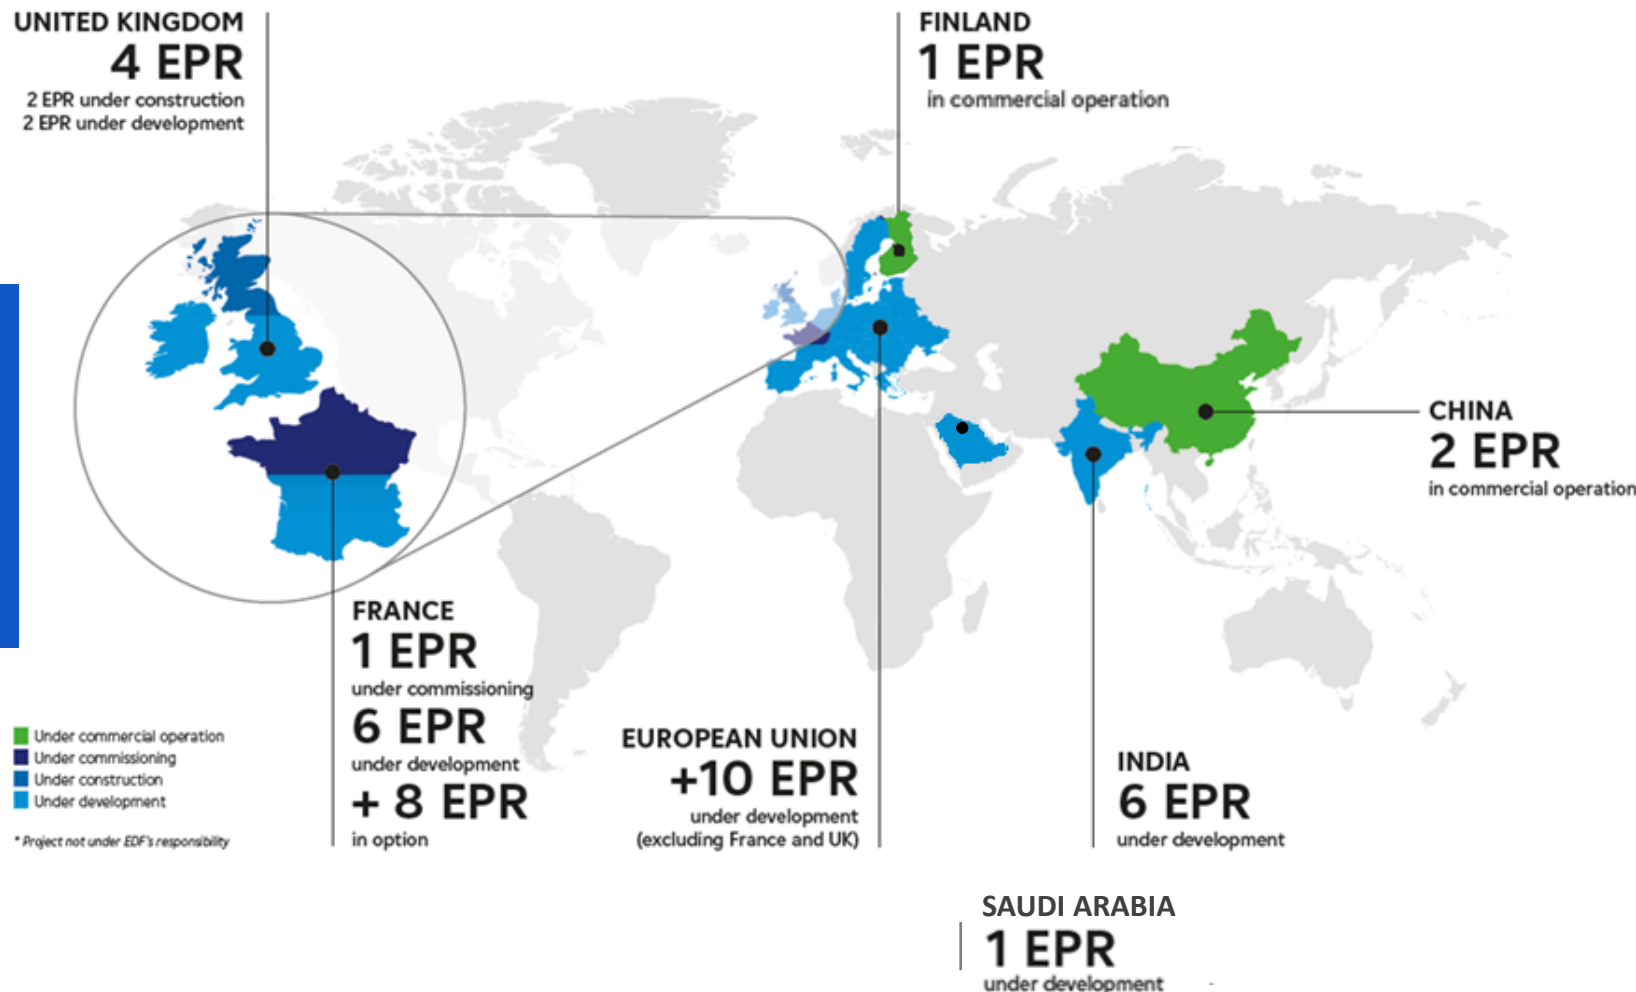 UNITED KINGDOM
4 EPR
2 EPR under construction
2 EPR under development
FINLAND
1 EPR
in commercial operation
CHINA
2 EPR
in commercial operation
FRANCE
1 EPR
under commissioning
6 EPR
under development
+ 8 EPR
in option
Under commercial operation
Under commissioning
Under construction
Under development
* Project not under EDF's responsibility
EUROPEAN UNION
+10 EPR
under development
(excluding France and UK)
INDIA
6 EPR
under development
SAUDI ARABIA
1 EPR
under development